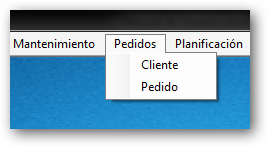 Mantenimiento Pedidos Planificación
Cliente
Pedido